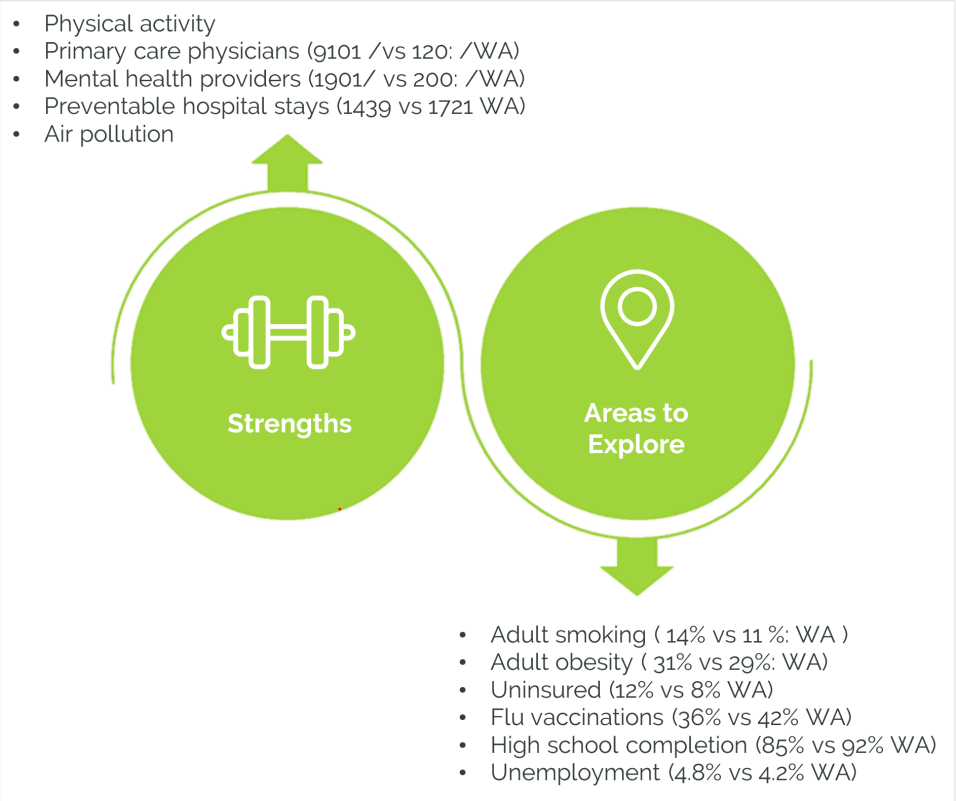 • Physical activity
• Primary care physicians (9101 /vs 120: /WA)
• Mental health providers (1901/ vs 200: /WA)
• Preventable hospital stays (1439 vs 1721 WA)
• Air pollution
Strengths
Areas to
Explore
• Adult smoking ( 14% vs 11 %: WA )
• Adult obesity ( 31% vs 29%: WA)
• Uninsured (12% vs 8% WA)
• Flu vaccinations (36% vs 42% WA)
• High school completion (85% vs 92% WA)
• Unemployment (4.8% vs 4.2% WA)